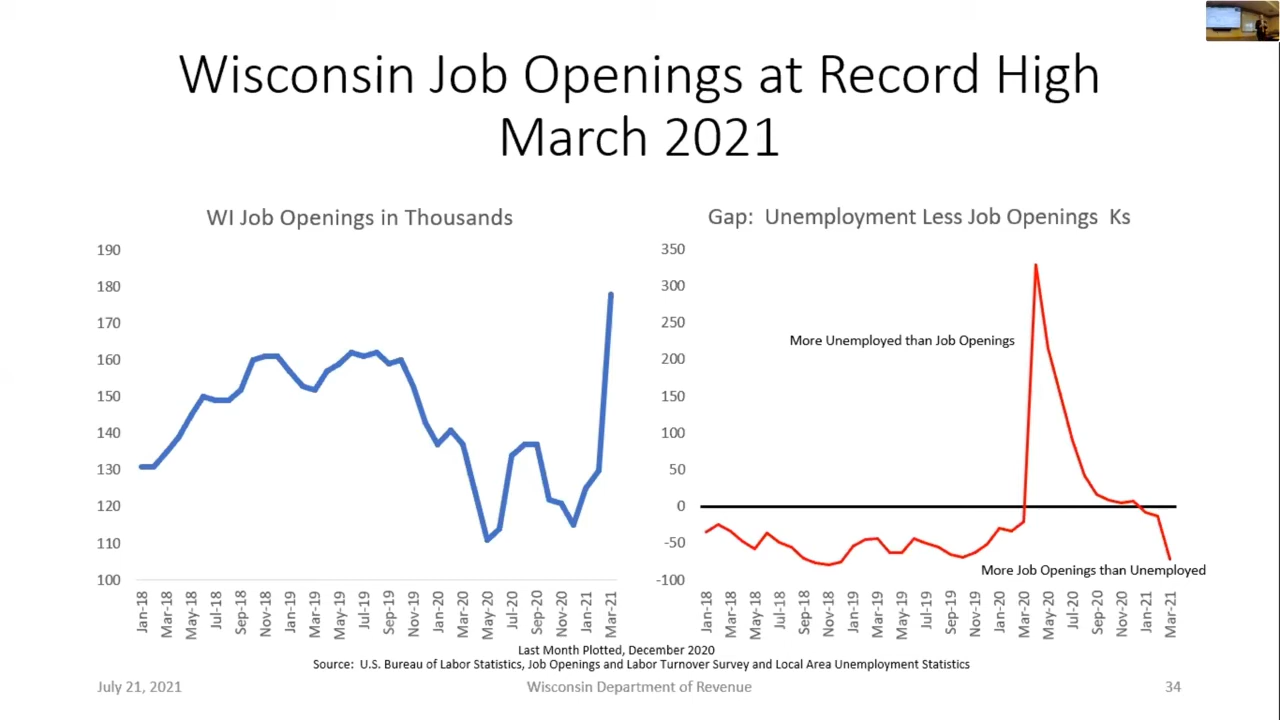 Wisconsin Job Openings at Record High
March 2021
WI Job Openings in Thousands
190
180
170
160
150
140
130
120
110
100
Jan-18
Mar-18
May-18
Jul-18
Sep-18
Nov-18
Jan-19
Mar-19
May-19
Jul-19
Sep-19
Nov-19
Jan-20
Mar-20
May-20
Jul-20
Sep-20
Nov-20
Jan-21
Mar-21
Gap: Unemployment Less Job Openings Ks
350
300
250
200
150
100
50
0
-50
-100
More Unemployed than Job Openings
More Job Openings than Unemployed
Jan-18
Mar-18
May-18
Jul-18
Sep-18
Nov-18
Jan-19
Mar-19
May-19
Jul-19
Sep-19
Nov-19
Jan-20
Mar-20
May-20
Jul-20
Sep-20
Nov-20
Jan-21
Mar-21
Last Month Plotted, December 2020
Source: U.S. Bureau of Labor Statistics, Job Openings and Labor Turnover Survey and Local Area Unemployment Statistics
July 21, 2021
Wisconsin Department of Revenue
34